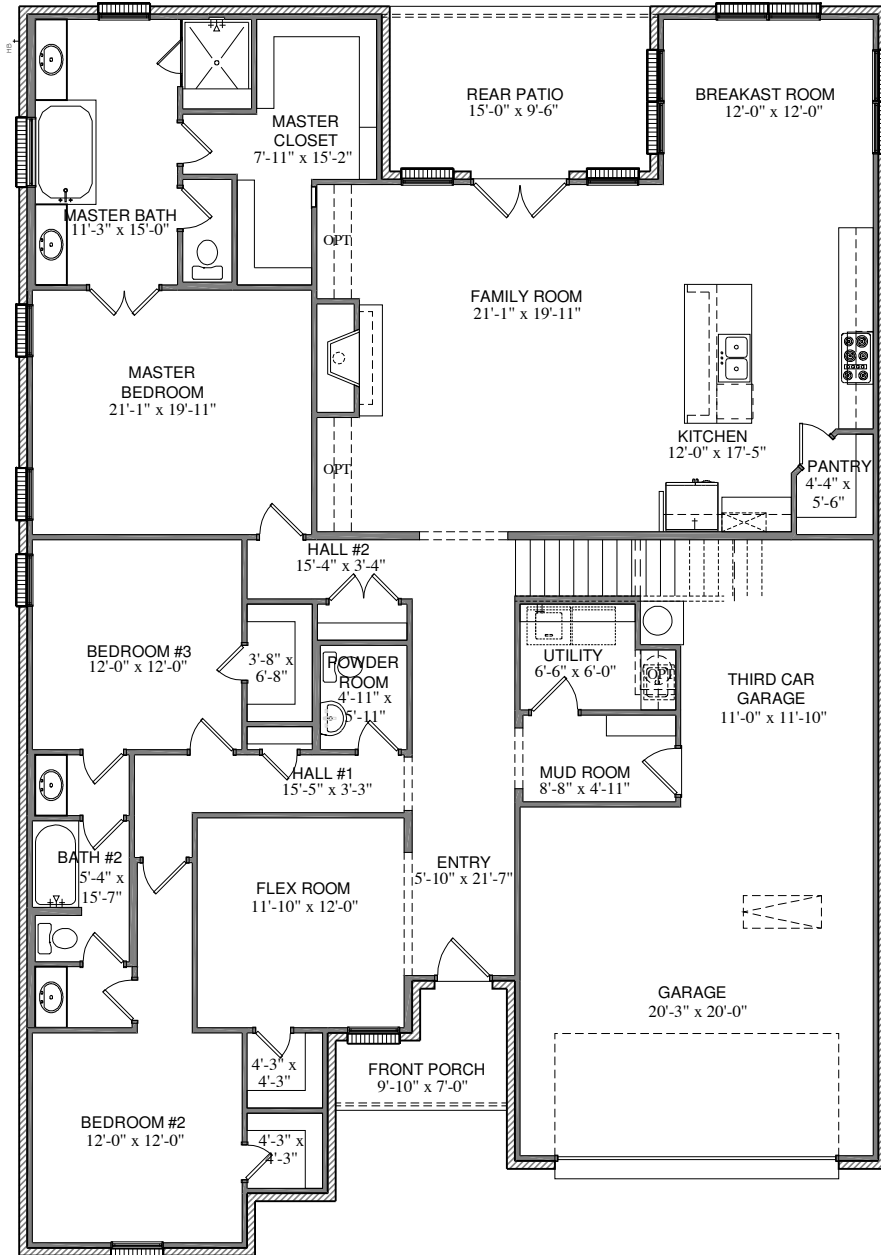 HB
REAR PATIO
15'-0" x 9'-6"
BREAKAST ROOM
12'-0" x 12'-0"
MASTER
CLOSET
7'-11" x 15'-2"
MASTER BATH
11'-3" x 15'-0"
OPT
FAMILY ROOM
21'-1" x 19'-11"
MASTER
BEDROOM
21'-1" x 19'-11"
KITCHEN
12'-0" x 17'-5"
OPT
PANTRY
4'-4" x
5'-6"
HALL #2
15'-4" x 3'-4"
BEDROOM #3
12'-0" x 12'-0"
3'-8" x
6'-8"
POWDER
ROOM
4'-11" x
5'-11"
UTILITY
6'-6" x 6'-0"
OPT
THIRD CAR
GARAGE
11'-0" x 11'-10"
HALL #1
15'-5" x 3'-3"
MUD ROOM
8'-8" x 4'-11"
BATH #2
5'-4" x
15'-7"
FLEX ROOM
11'-10" x 12'-0"
ENTRY
5'-10" x 21'-7"
GARAGE
20'-3" x 20'-0"
4'-3" x
4'-3"
FRONT PORCH
9'-10" x 7'-0"
BEDROOM #2
12'-0" x 12'-0"
4'-3" x
4'-3"